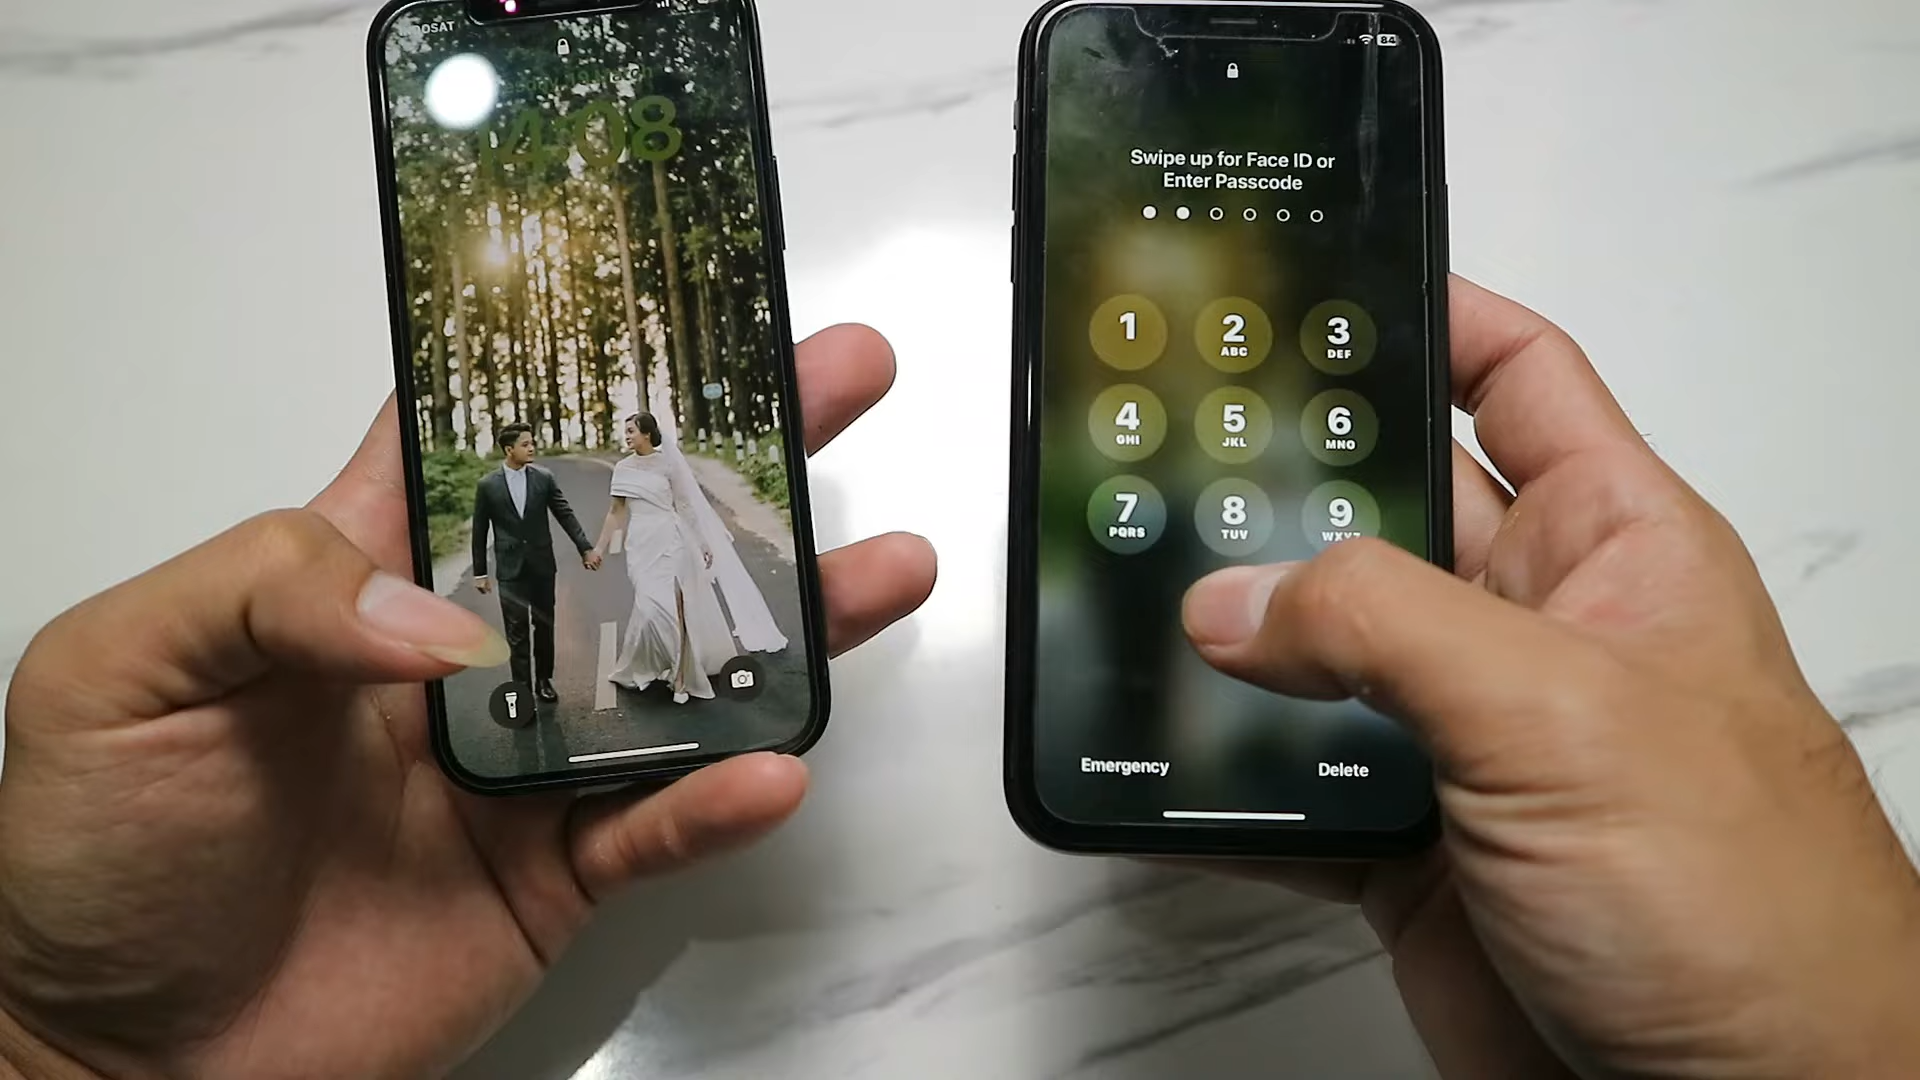 14:08
84
Swipe up for Face ID or
Enter Passcode
1
2
ABC
3
DEF
4
GHI
5
JKL
6
MNO
7
PQRS
8
TUV
9
Emergency
Delete